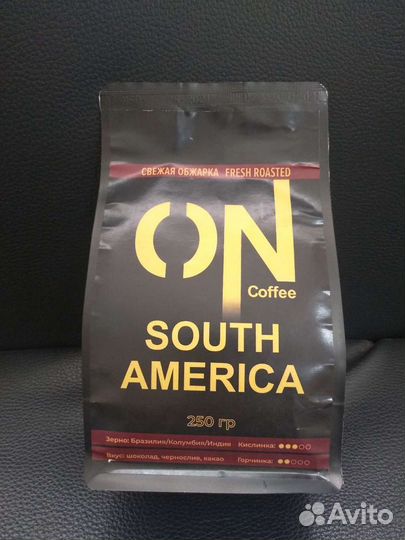 СВЕЖАЯ ОБЖАРКА FRESH ROASTED
ON
Coffee
SOUTH
AMERICA
250 гр
Зерно: Бразилия/Колумбия/Индия Кислинка:
Вкус: шоколад, чернослив, какао Горчинка:
Avito